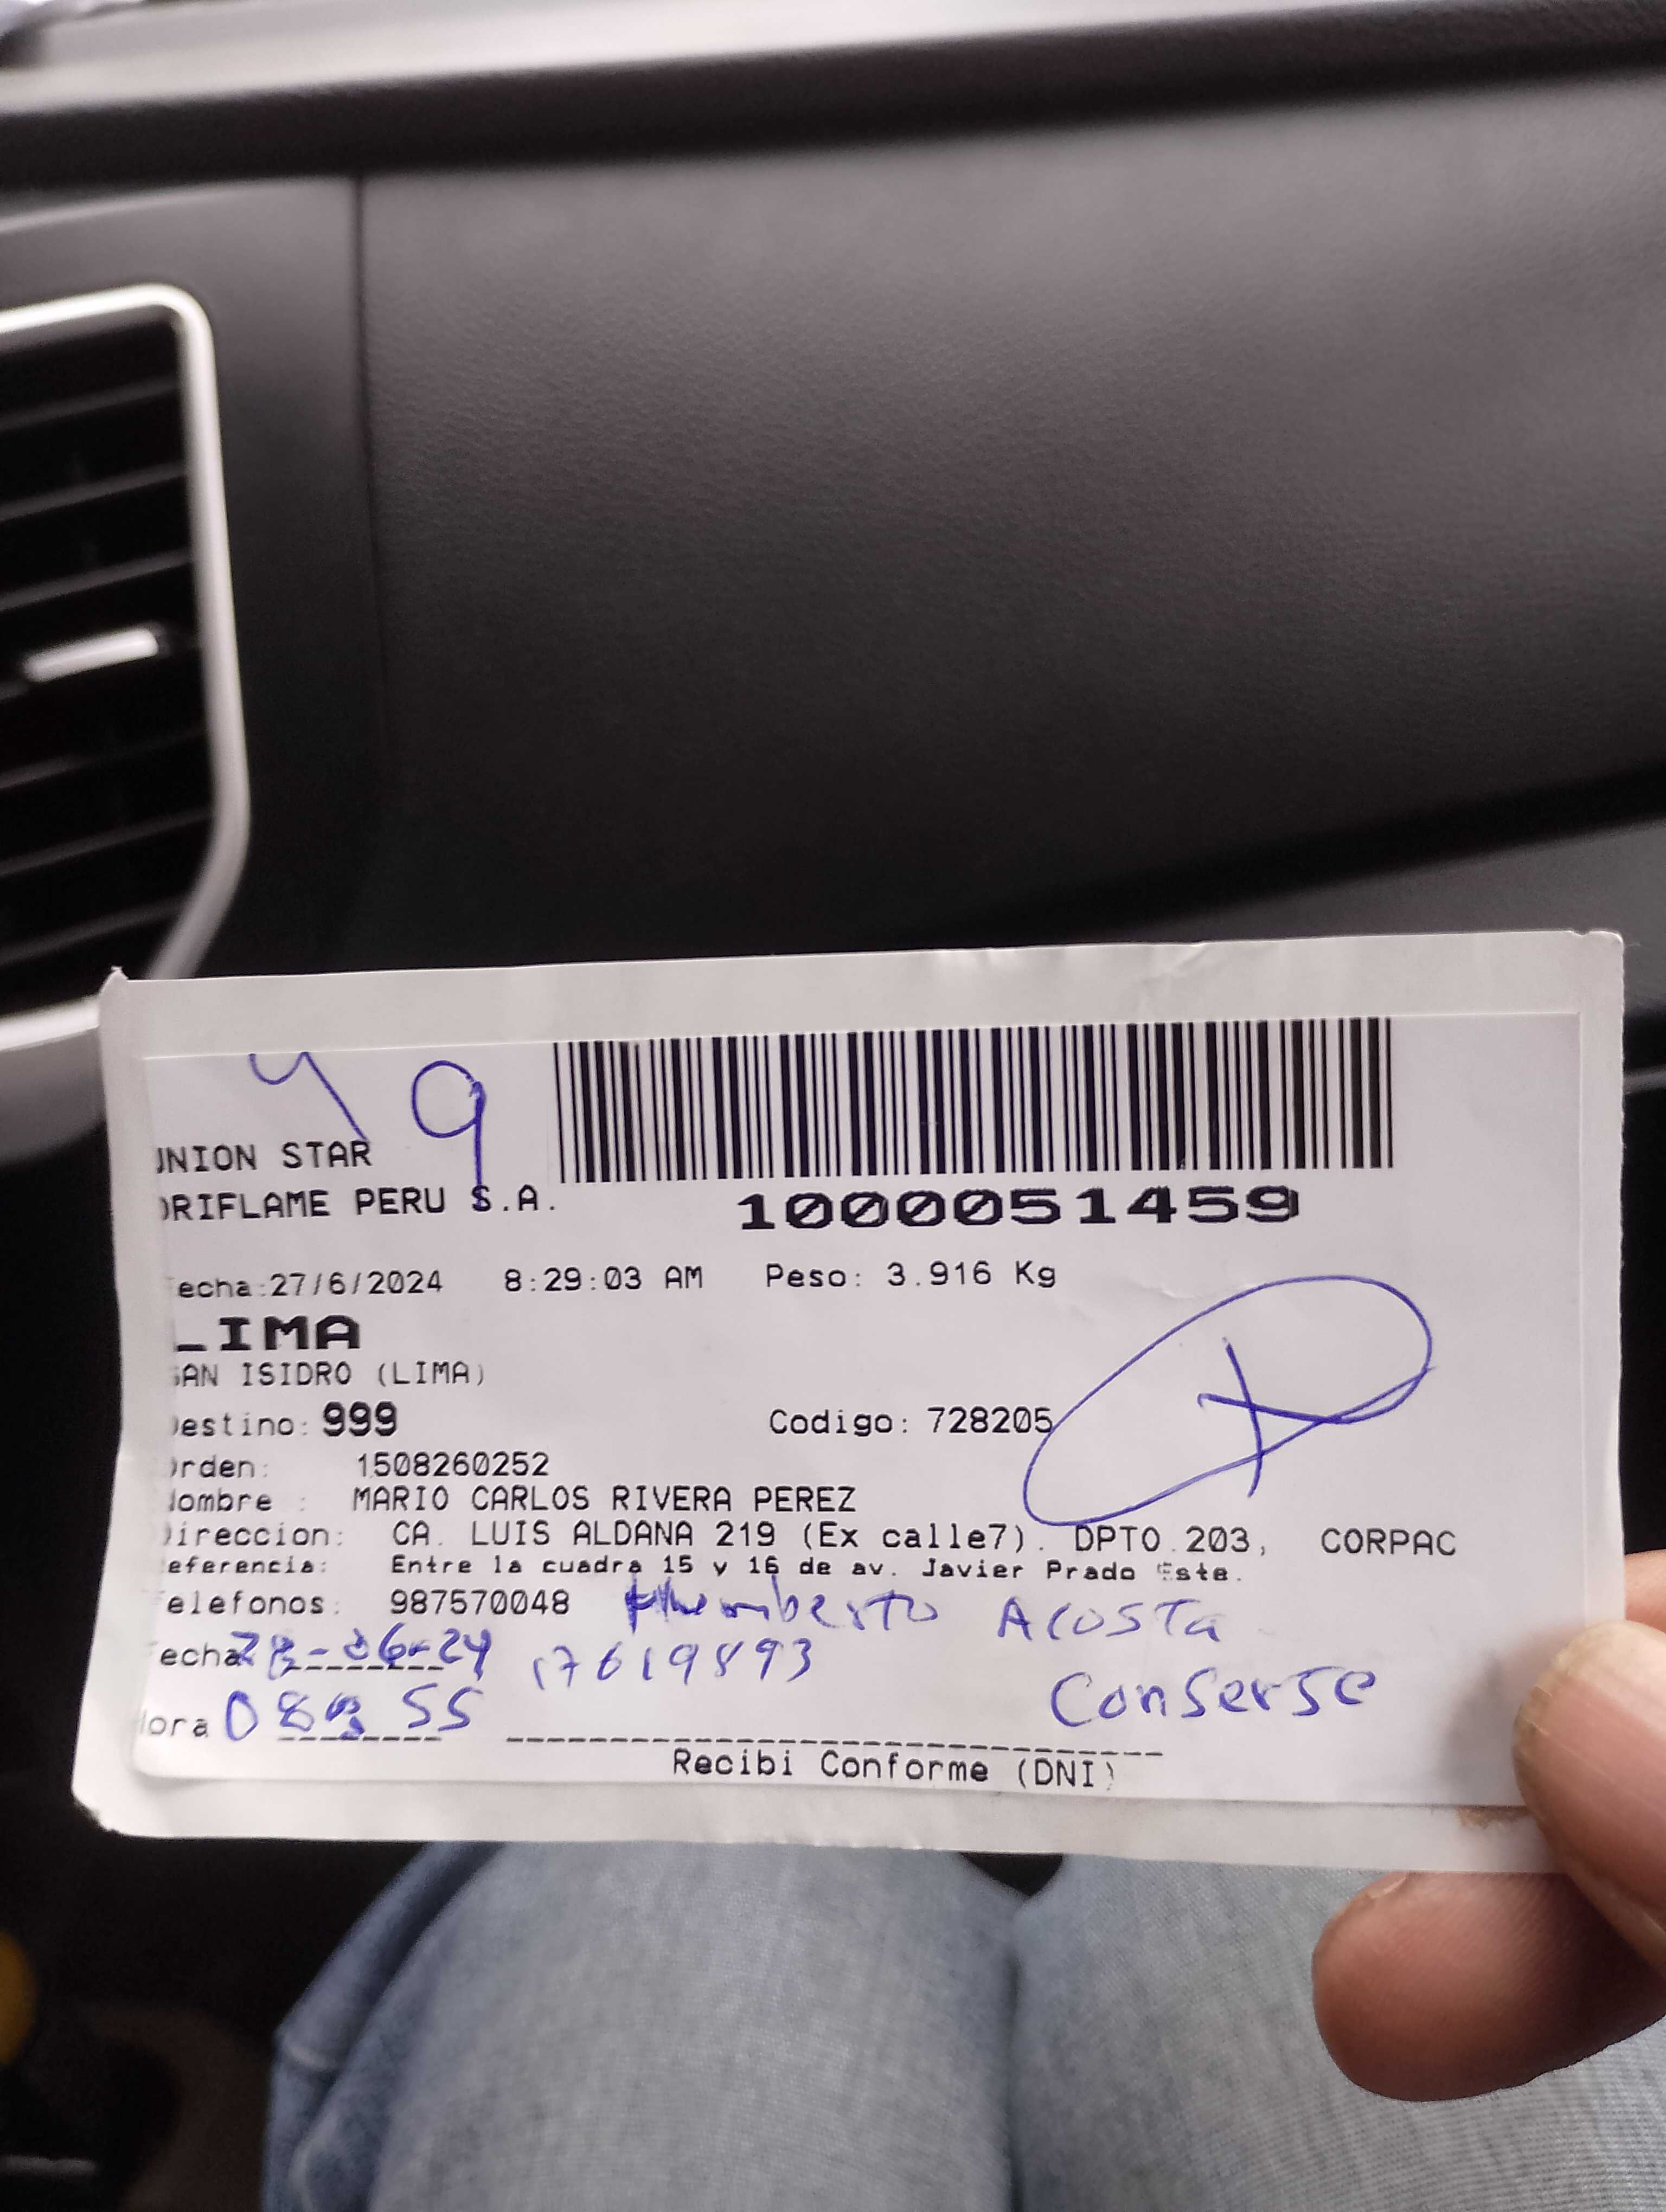 49
UNION STAR
ORIFLAME PERU S.A.
1000051459
Fecha:27/6/2024 8:29:03 AM Peso: 3.916 Kg
LIMA
SAN ISIDRO (LIMA)
Destino: 999 Codigo: 728205
Orden: 1508260252
Nombre : MARIO CARLOS RIVERA PEREZ
Direccion: CA. LUIS ALDANA 219 (Ex calle7). DPTO.203, CORPAC
Referencia: Entre la cuadra 15 y 16 de av. Javier Prado Este.
Telefonos: 987570048 Humberto Acosta
Fecha 28-06-24 17619893
Conserje
Hora 08 55
Recibi Conforme (DNI)